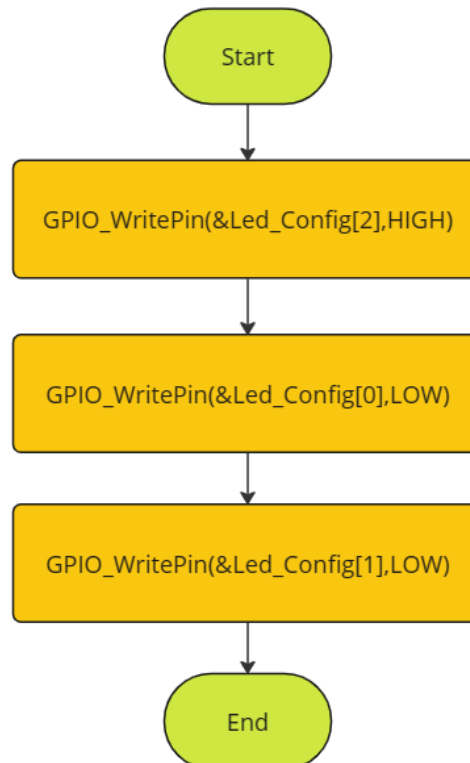 Start
GPIO_WritePin(&Led_Config[2],HIGH)
GPIO_WritePin(&Led_Config[0],LOW)
GPIO_WritePin(&Led_Config[1],LOW)
End